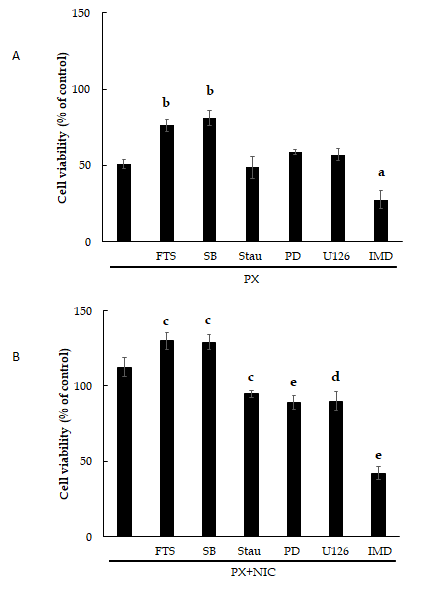 A
Cell viability (% of control)
150
100
50
0
b
b
a
FTS SB Stau PD U126 IMD
PX
B
Cell viability (% of control)
150
100
50
0
c
c
c
e
d
e
FTS SB Stau PD U126 IMD
PX+NIC